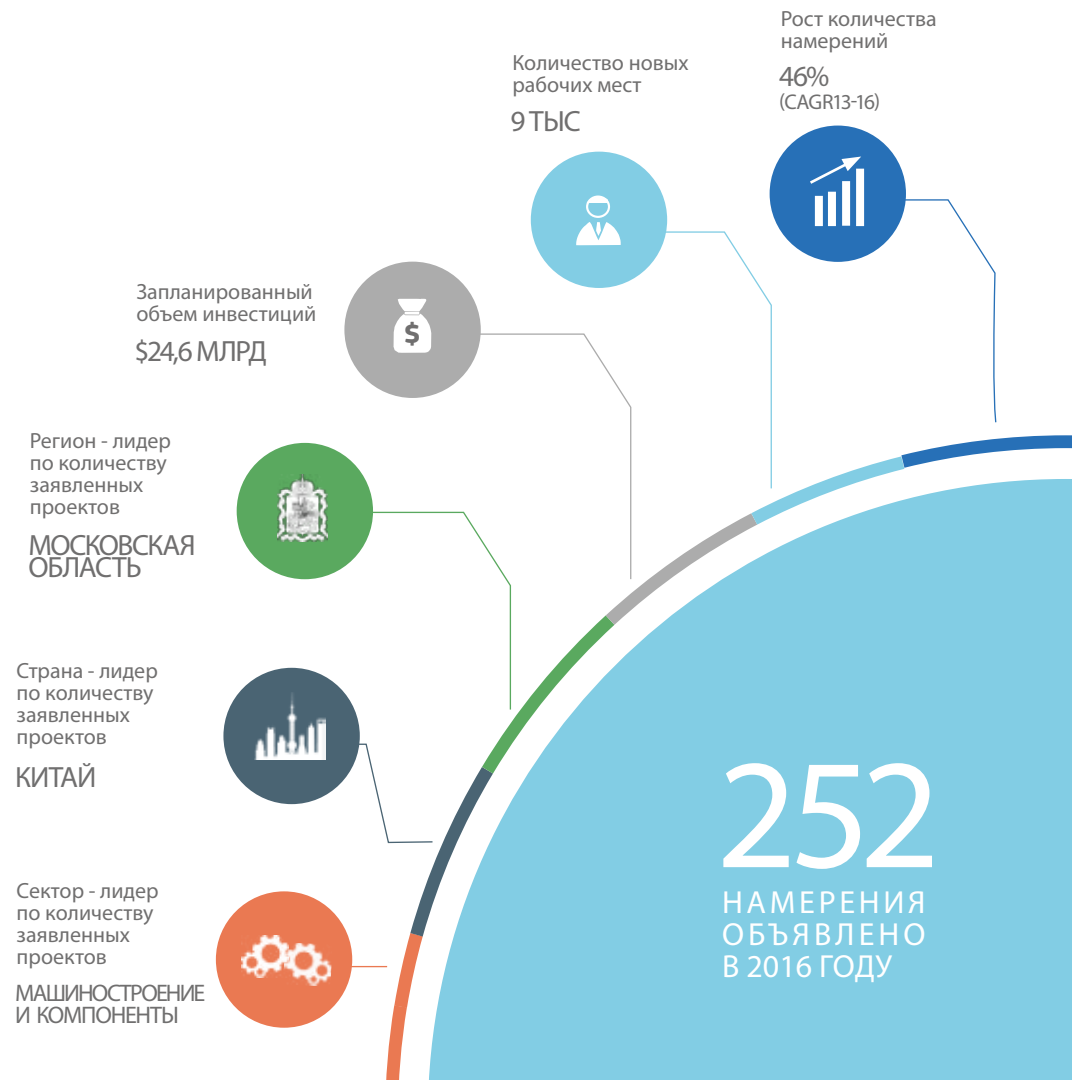 Рост количества
намерений
46%
(CAGR13-16)
Количество новых
рабочих мест
9 ТЫС
Запланированный
объем инвестиций
$24,6 МЛРД
Регион - лидер
по количеству
заявленных
проектов
МОСКОВСКАЯ
ОБЛАСТЬ
Страна - лидер
по количеству
заявленных
проектов
КИТАЙ
Сектор - лидер
по количеству
заявленных
проектов
МАШИНОСТРОЕНИЕ
И КОМПОНЕНТЫ
$
252
НАМЕРЕНИЯ
ОБЪЯВЛЕНО
В 2016 ГОДУ